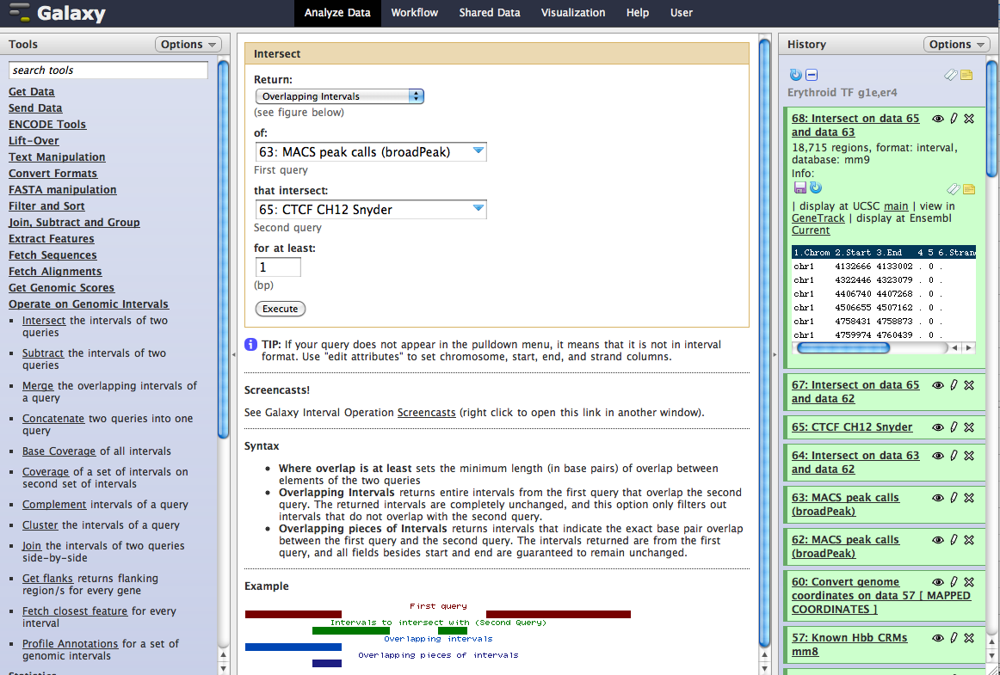 Galaxy
Analyze Data
Workflow
Shared Data
Visualization
Help
User
Tools
Options
search tools
Get Data
Send Data
ENCODE Tools
Lift-Over
Text Manipulation
Convert Formats
FASTA manipulation
Filter and Sort
Join, Subtract and Group
Extract Features
Fetch Sequences
Fetch Alignments
Get Genomic Scores
Operate on Genomic Intervals
Intersect the intervals of two
queries
Subtract the intervals of two
queries
Merge the overlapping intervals of
a query
Concatenate two queries into one
query
Base Coverage of all intervals
Coverage of a set of intervals on
second set of intervals
Complement intervals of a query
Cluster the intervals of a query
Join the intervals of two queries
side-by-side
Get flanks returns flanking
region/s for every gene
Fetch closest feature for every
interval
Profile Annotations for a set of
genomic intervals
Intersect
Return:
Overlapping Intervals
(see figure below)
of:
63: MACS peak calls (broadPeak)
First query
that intersect:
65: CTCF CH12 Snyder
Second query
for at least:
1
(bp)
Execute
TIP: If your query does not appear in the pulldown menu, it means that it is not in interval
format. Use "edit attributes" to set chromosome, start, end, and strand columns.
Screencasts!
See Galaxy Interval Operation Screencasts (right click to open this link in another window).
Syntax
• Where overlap is at least sets the minimum length (in base pairs) of overlap between
elements of the two queries
• Overlapping Intervals returns entire intervals from the first query that overlap the second
query. The returned intervals are completely unchanged, and this option only filters out
intervals that do not overlap with the second query.
• Overlapping pieces of Intervals returns intervals that indicate the exact base pair overlap
between the first query and the second query. The intervals returned are from the first
query, and all fields besides start and end are guaranteed to remain unchanged.
Example
First query
Intervals to intersect with (Second Query)
Overlapping intervals
Overlapping pieces of intervals
History
Options
Erythroid TF g1e,er4
68: Intersect on data 65
and data 63
18,715 regions, format: interval,
database: mm9
Info:
| display at UCSC main | view in
GeneTrack | display at Ensembl
Current
1.Chrom 2.Start 3.End 4 5 6.Strand
chr1 4132666 4133002 . 0 .
chr1 4322446 4323079 . 0 .
chr1 4406740 4407268 . 0 .
chr1 4506655 4507162 . 0 .
chr1 4758431 4758873 . 0 .
chr1 4759974 4760439 . 0 .
67: Intersect on data 65
and data 62
65: CTCF CH12 Snyder
64: Intersect on data 63
and data 62
63: MACS peak calls
(broadPeak)
62: MACS peak calls
(broadPeak)
60: Convert genome
coordinates on data 57 [ MAPPED
COORDINATES ]
57: Known Hbb CRMs
mm8